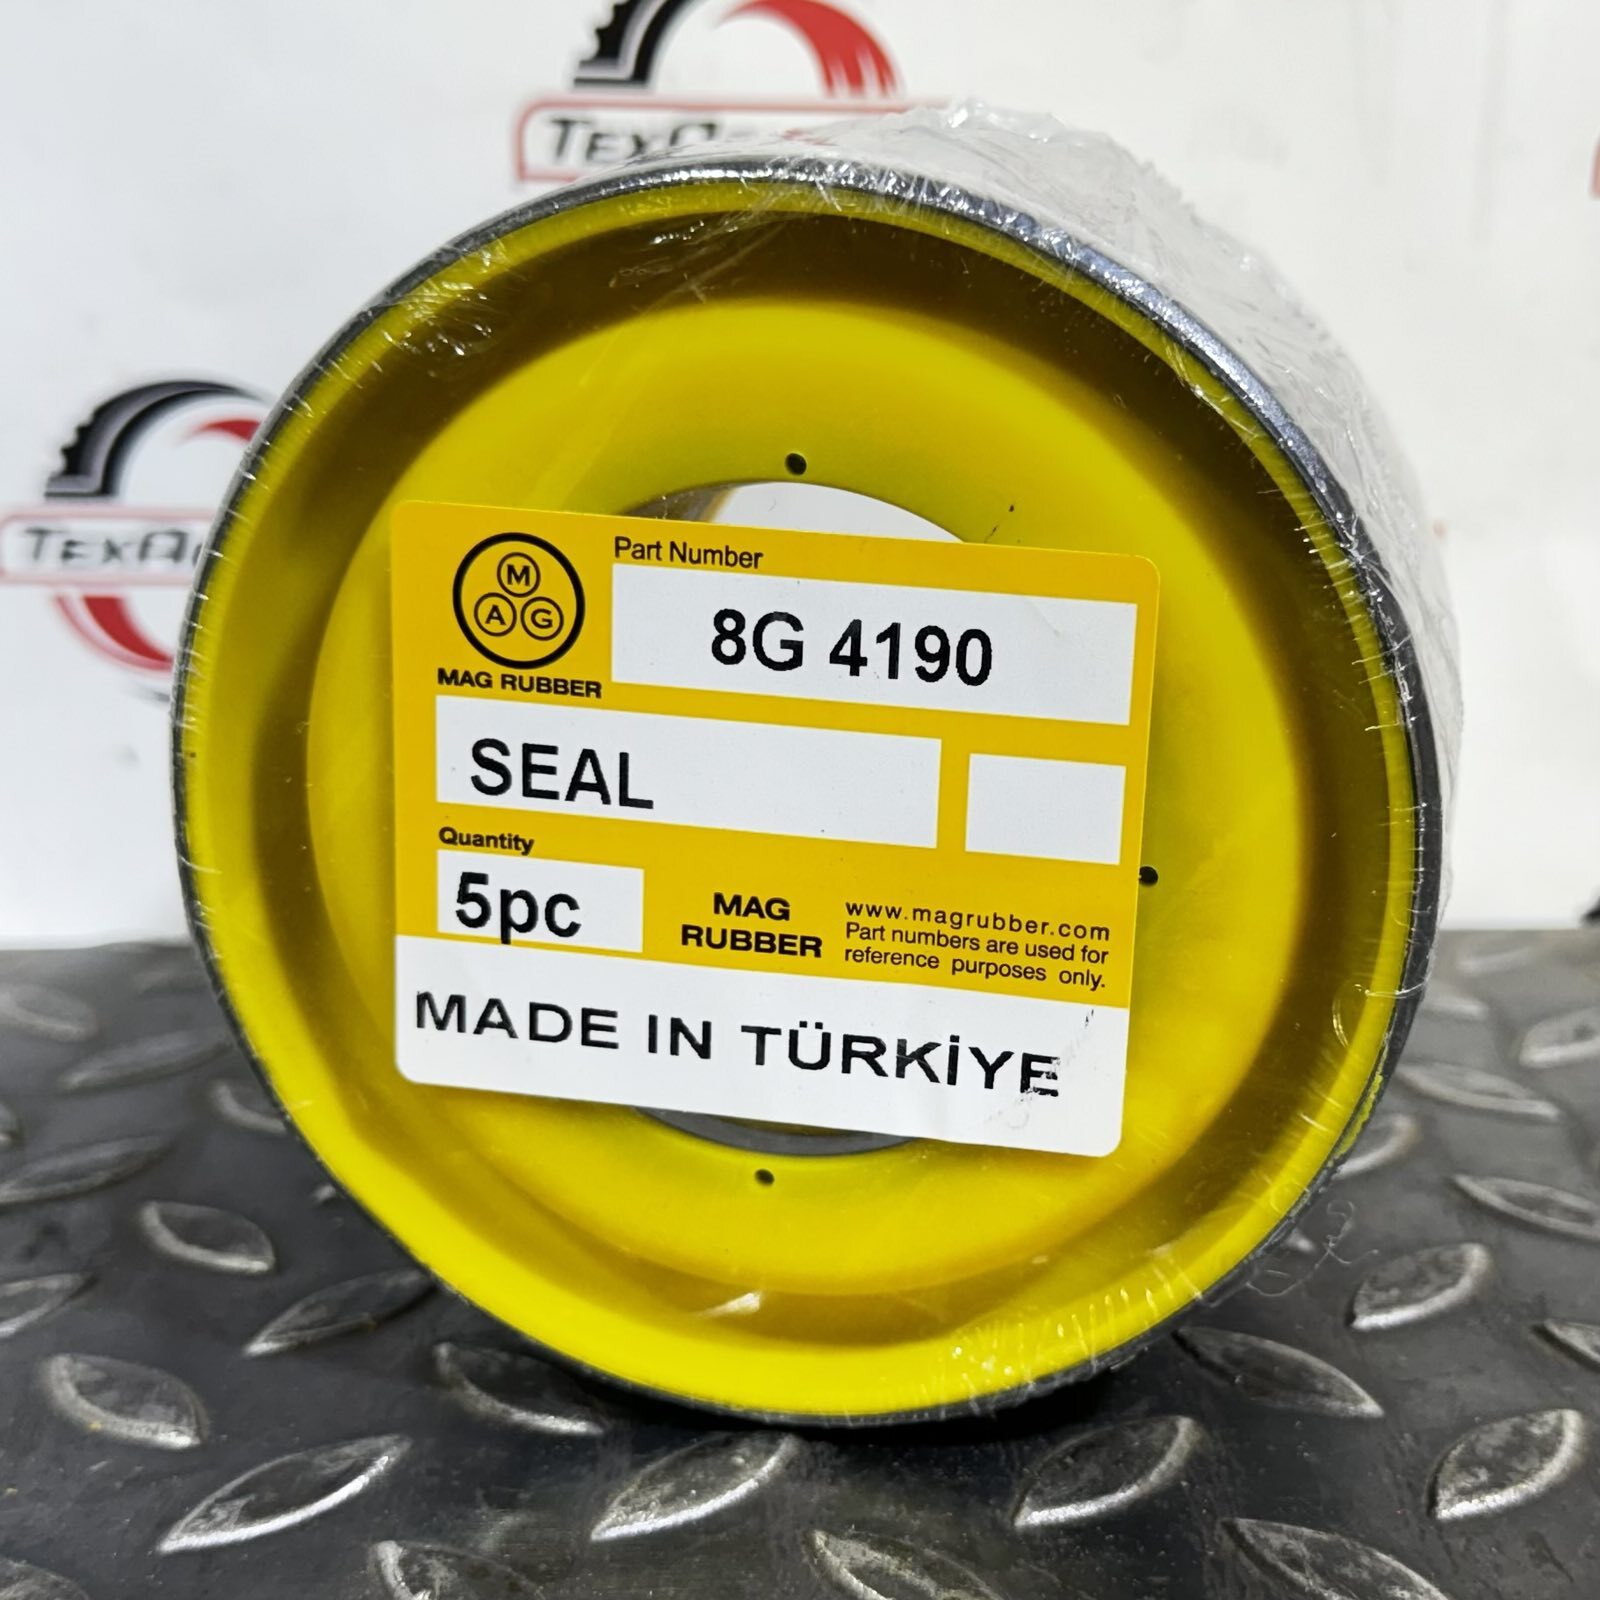 Part Number
M
A G
8G 4190
MAG RUBBER
SEAL
Quantity
5pc
MAG
RUBBER
www.magrubber.com
Part numbers are used for
reference purposes only.
MADE IN TÜRKİYE